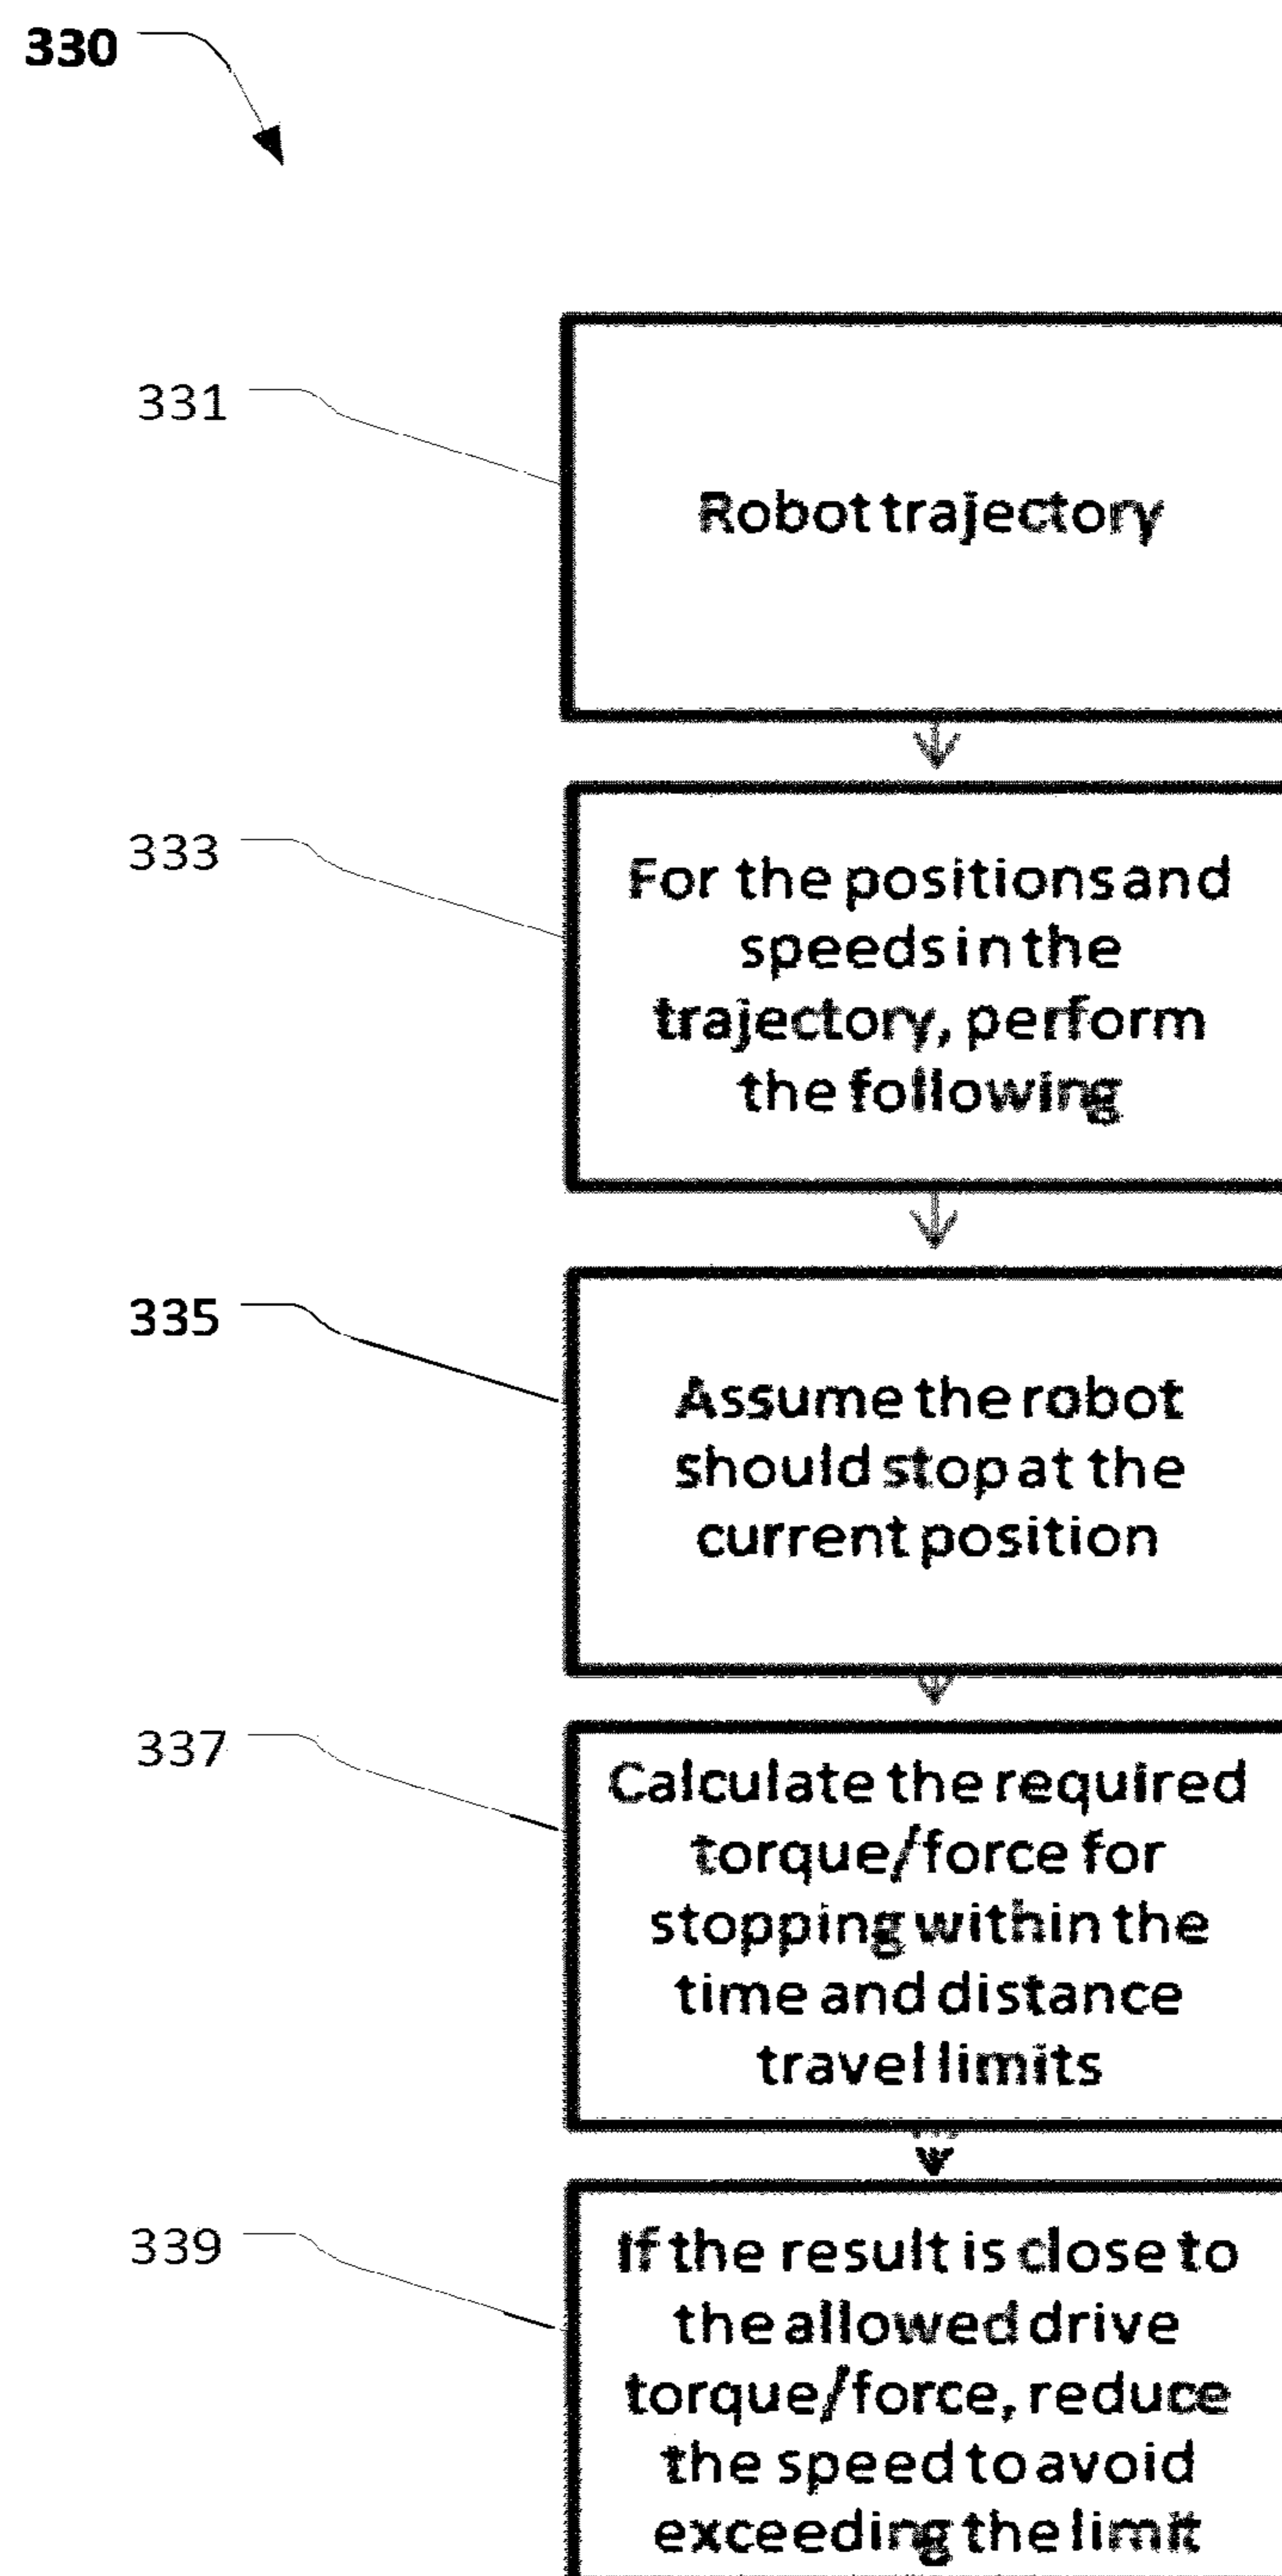 330
331
Robot trajectory
333
For the positions and
speeds in the
trajectory, perform
the following
335
Assume the robot
should stop at the
current position
337
Calculate the required
torque/force for
stopping within the
time and distance
travel limits
339
If the result is close to
the allowed drive
torque/force, reduce
the speed to avoid
exceeding the limit